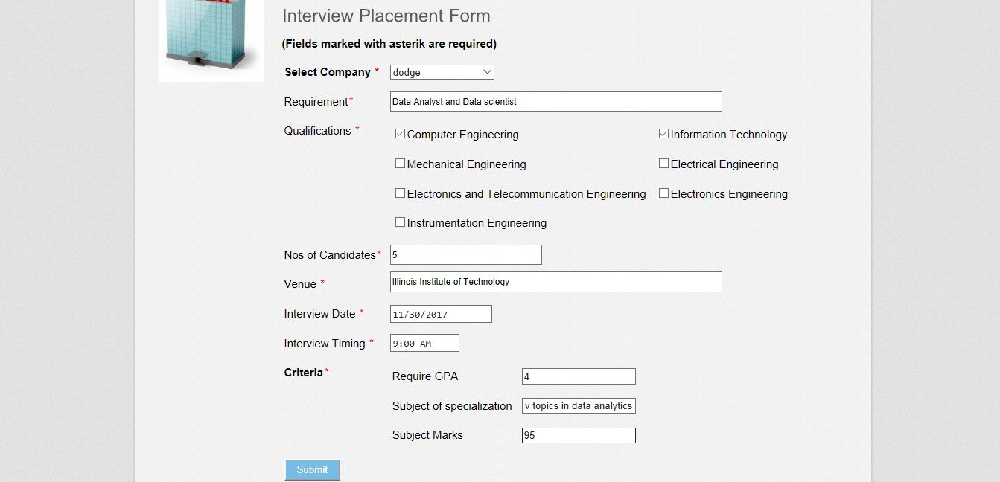 Interview Placement Form
(Fields marked with asterik are required)
Select Company * dodge
Requirement* Data Analyst and Data scientist
Qualifications *
Computer Engineering Information Technology
Mechanical Engineering Electrical Engineering
Electronics and Telecommunication Engineering Electronics Engineering
Instrumentation Engineering
Nos of Candidates* 5
Venue * Illinois Institute of Technology
Interview Date * 11/30/2017
Interview Timing * 9:00 AM
Criteria*
Require GPA 4
Subject of specialization v topics in data analytics
Subject Marks 95
Submit